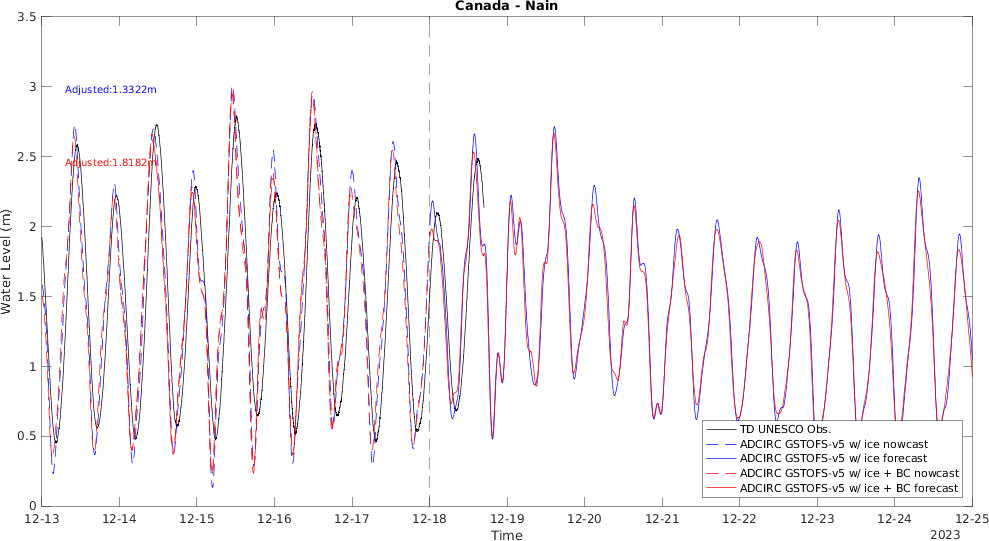 Canada - Nain
3.5
3
2.5
2
1.5
1
0.5
0
Water Level (m)
Adjusted:1.3322m
Adjusted:1.8182m
TD UNESCO Obs.
ADCIRC GSTOFS-v5 w/ ice nowcast
ADCIRC GSTOFS-v5 w/ ice forecast
ADCIRC GSTOFS-v5 w/ ice + BC nowcast
ADCIRC GSTOFS-v5 w/ ice + BC forecast
12-13 12-14 12-15 12-16 12-17 12-18 12-19 12-20 12-21 12-22 12-23 12-24 12-25
Time 2023